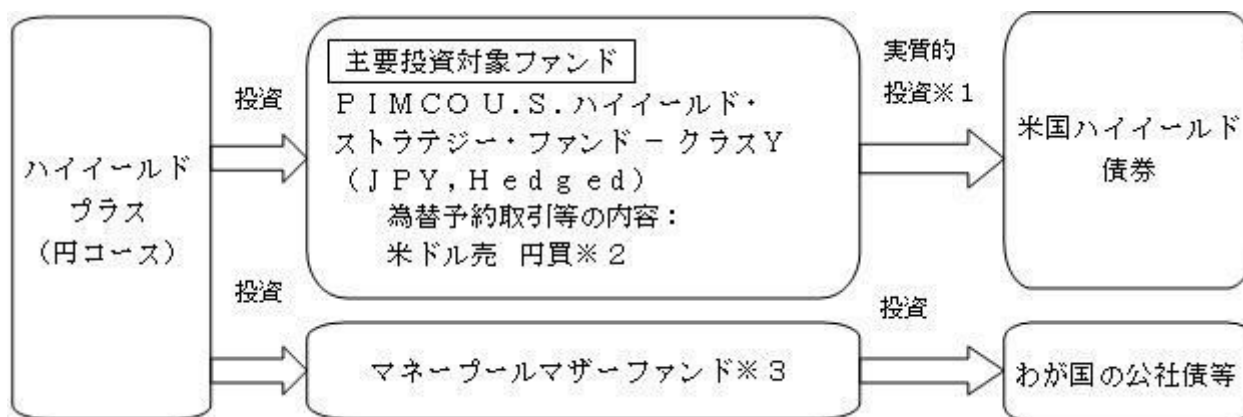 ハイイールド
プラス
(円コース)
投資
主要投資対象ファンド
PIMCO U.S.ハイイールド・
ストラテジー・ファンド － クラスY
(JPY,Hedged)
為替予約取引等の内容：
米ドル売 円買※2
実質的
投資※1
米国ハイイールド
債券
投資
マネープールマザーファンド※3
投資
わが国の公社債等